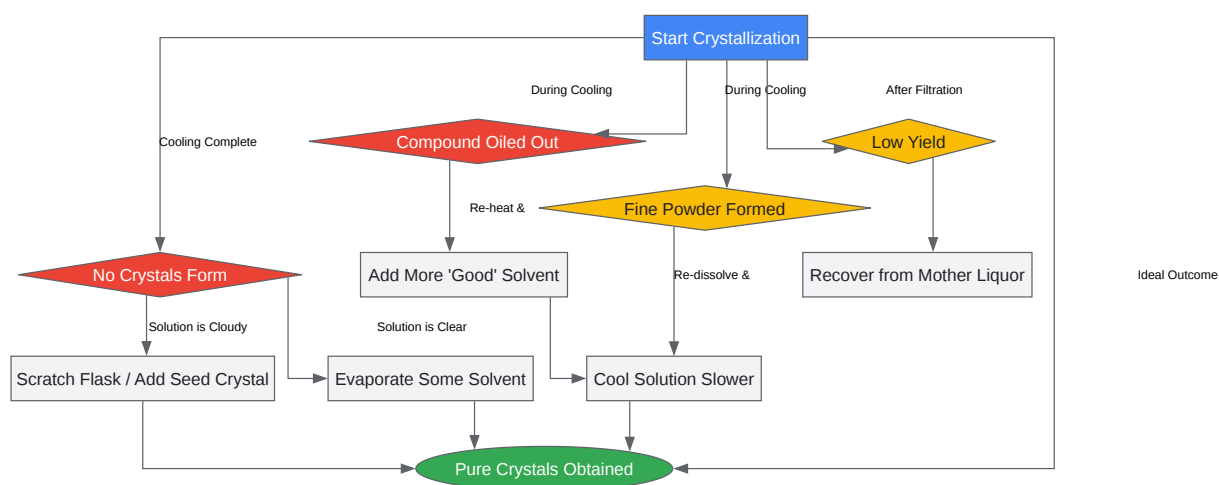 Start Crystallization
During Cooling
During Cooling
After Filtration
Cooling Complete
Compound Oiled Out
Low Yield
Re-heat &
Fine Powder Formed
No Crystals Form
Add More 'Good' Solvent
Re-dissolve &
Recover from Mother Liquor
Ideal Outcome
Solution is Cloudy
Solution is Clear
Scratch Flask / Add Seed Crystal
Evaporate Some Solvent
Cool Solution Slower
Pure Crystals Obtained